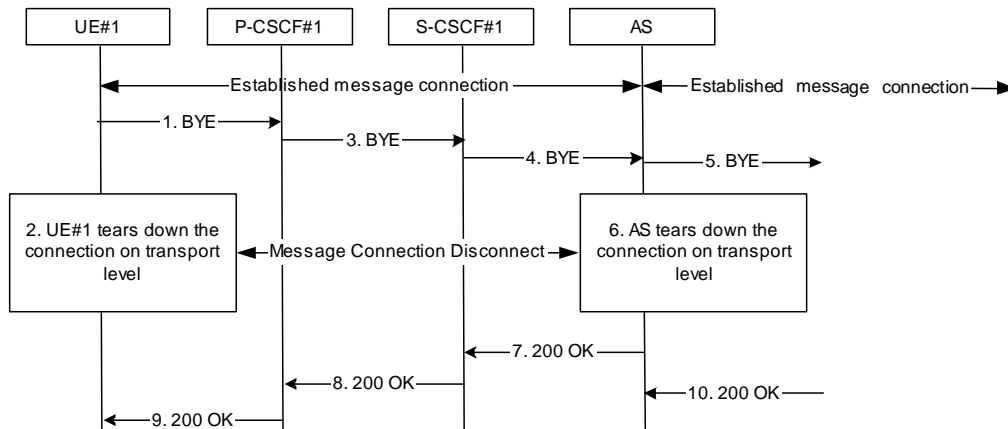 UE#1
P-CSCF#1
S-CSCF#1
AS
Established message connection
Established message connection
1. BYE
3. BYE
4. BYE
5. BYE
2. UE#1 tears down the
connection on transport
level
Message Connection Disconnect
6. AS tears down the
connection on transport
level
7. 200 OK
8. 200 OK
10. 200 OK
9. 200 OK